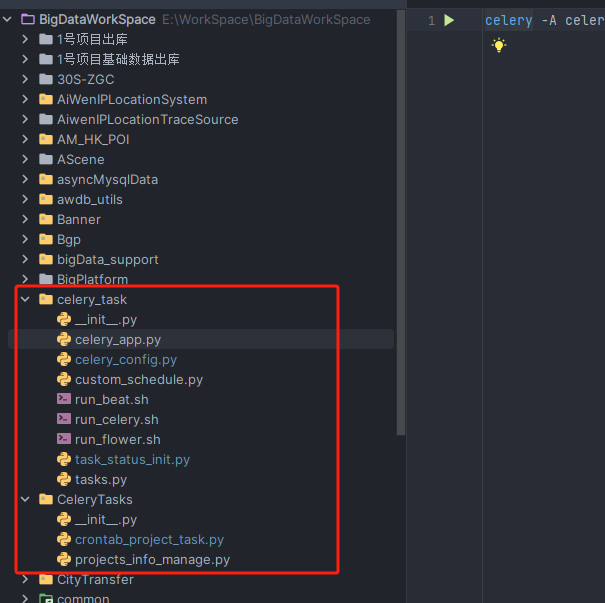 BigDataWorkSpace E:\WorkSpace\BigDataWorkSpace
1号项目出库
1号项目基础数据出库
30S-ZGC
AiWenIPLocationSystem
AiwenIPLocationTraceSource
AM_HK_POI
AScene
asyncMysqlData
awdb_utils
Banner
Bgp
bigData_support
BigPlatform
celery_task
__init__.py
celery_app.py
celery_config.py
custom_schedule.py
run_beat.sh
run_celery.sh
run_flower.sh
task_status_init.py
tasks.py
CeleryTasks
__init__.py
crontab_project_task.py
projects_info_manage.py
CityTransfer
common
1 celery -A celer